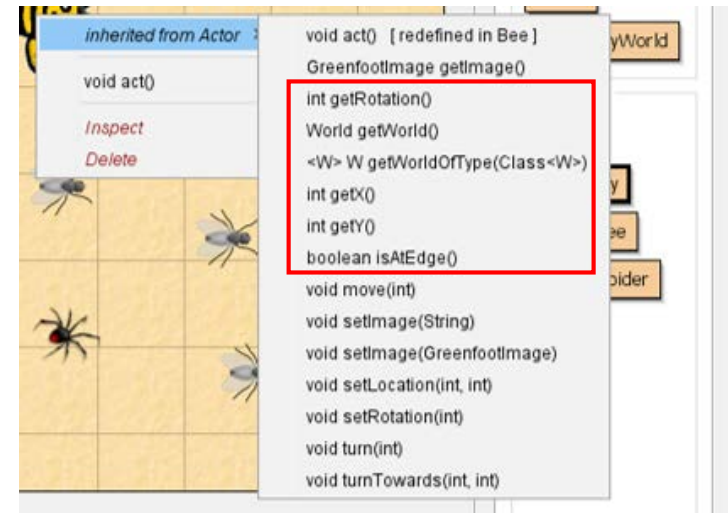 inherited from Actor >
void act()
Inspect
Delete
void act() [ redefined in Bee ]
GreenfootImage getImage()
int getRotation()
World getWorld()
<W> W getWorldOfType(Class<W>)
int getX()
int getY()
boolean isAtEdge()
void move(int)
void setImage(String)
void setImage(GreenfootImage)
void setLocation(int, int)
void setRotation(int)
void turn(int)
void turnTowards(int, int)
yWorld
y
ee
pider